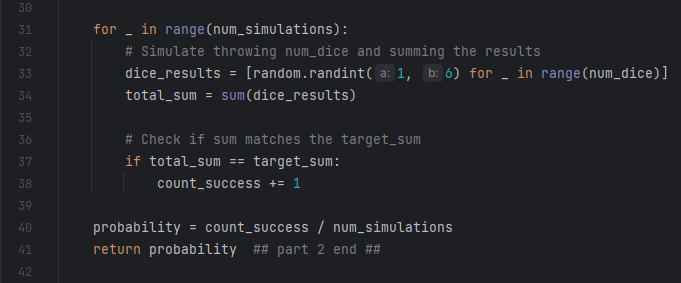 30
31 for _ in range(num_simulations):
32 # Simulate throwing num_dice and summing the results
33 dice_results = [random.randint( a: 1, b: 6) for _ in range(num_dice)]
34 total_sum = sum(dice_results)
35
36 # Check if sum matches the target_sum
37 if total_sum == target_sum:
38 count_success += 1
39
40 probability = count_success / num_simulations
41 return probability ## part 2 end ##
42